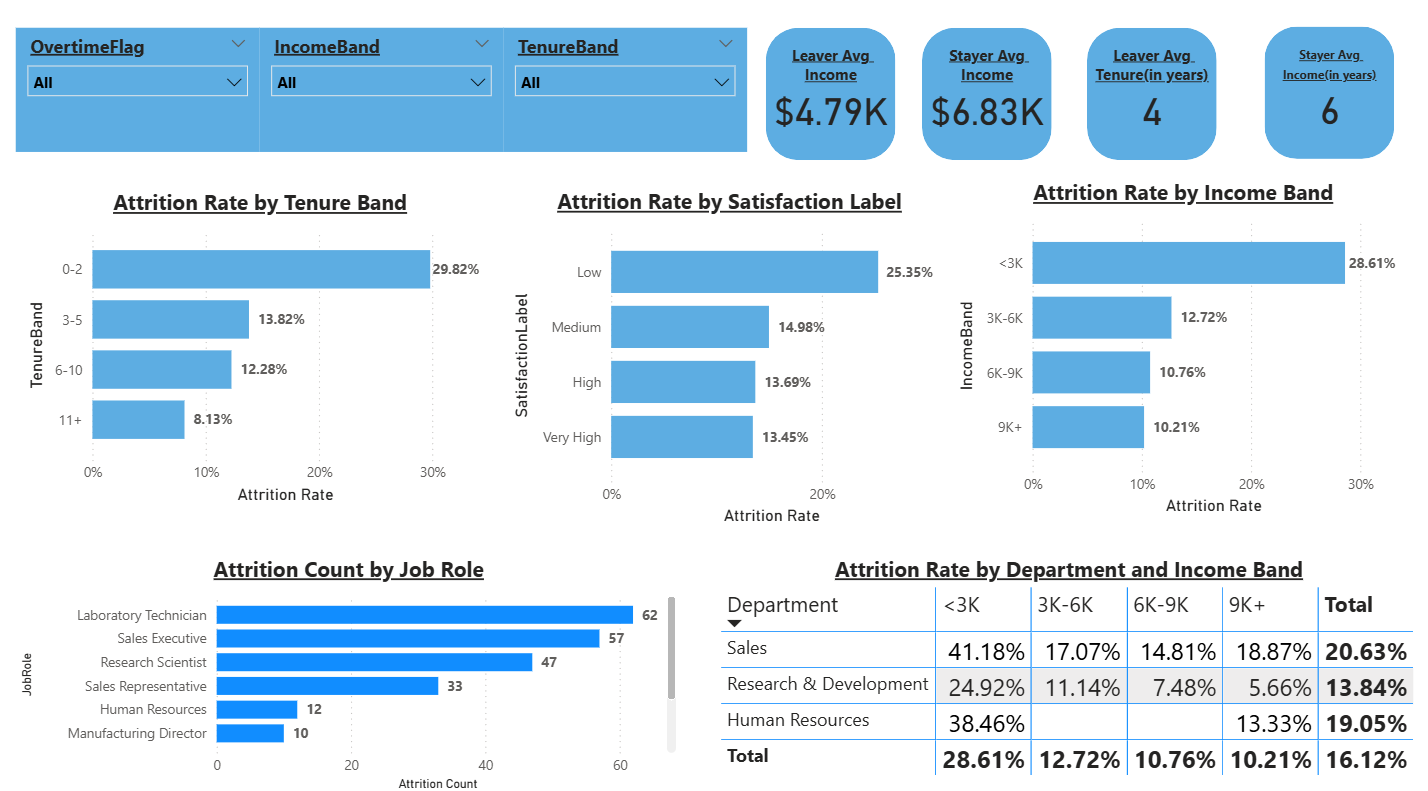 OvertimeFlag
All
IncomeBand
All
TenureBand
All
Leaver Avg
Income
$4.79K
Stayer Avg
Income
$6.83K
Leaver Avg
Tenure(in years)
4
Stayer Avg
Income(in years)
6
Attrition Rate by Tenure Band
TenureBand
0-2
29.82%
3-5
13.82%
6-10
12.28%
11+
8.13%
0% 10% 20% 30%
Attrition Rate
Attrition Rate by Satisfaction Label
SatisfactionLabel
Low
25.35%
Medium
14.98%
High
13.69%
Very High
13.45%
0% 20%
Attrition Rate
Attrition Rate by Income Band
IncomeBand
<3K
28.61%
3K-6K
12.72%
6K-9K
10.76%
9K+
10.21%
0% 10% 20% 30%
Attrition Rate
Attrition Count by Job Role
JobRole
Laboratory Technician 62
Sales Executive 57
Research Scientist 47
Sales Representative 33
Human Resources 12
Manufacturing Director 10
0 20 40 60
Attrition Count
Attrition Rate by Department and Income Band
Department <3K 3K-6K 6K-9K 9K+ Total
Sales 41.18% 17.07% 14.81% 18.87% 20.63%
Research & Development 24.92% 11.14% 7.48% 5.66% 13.84%
Human Resources 38.46% 13.33% 19.05%
Total 28.61% 12.72% 10.76% 10.21% 16.12%